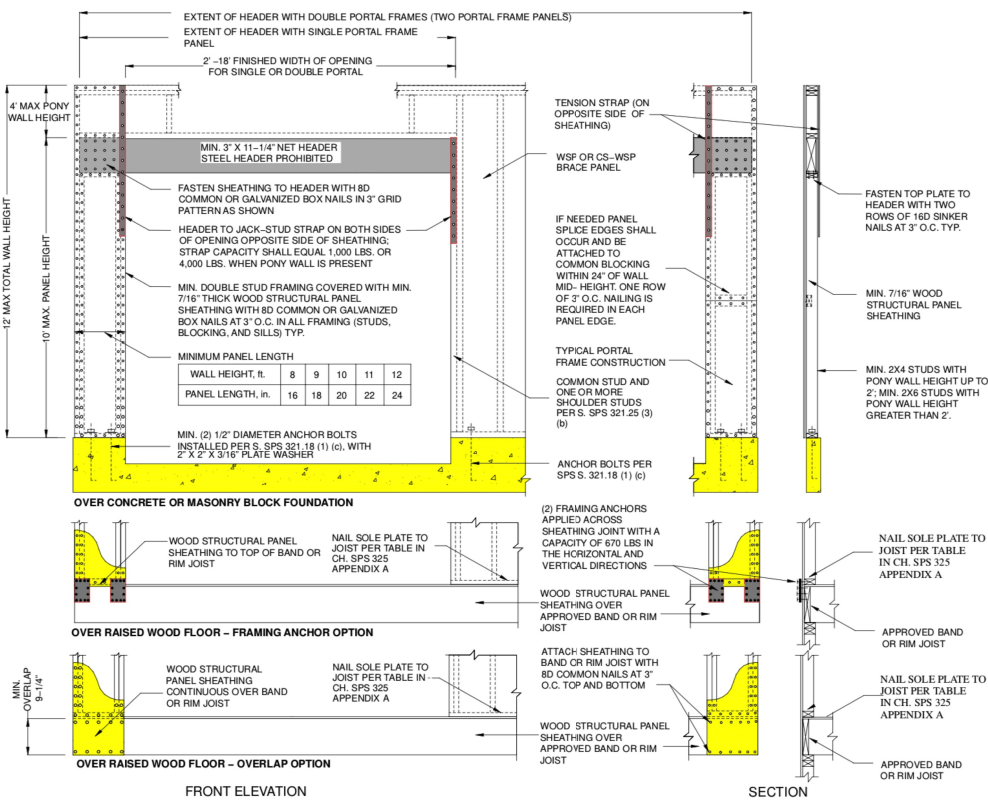 EXTENT OF HEADER WITH DOUBLE PORTAL FRAMES (TWO PORTAL FRAME PANELS)
EXTENT OF HEADER WITH SINGLE PORTAL FRAME
PANEL
2' –18' FINISHED WIDTH OF OPENING
FOR SINGLE OR DOUBLE PORTAL
4' MAX PONY
WALL HEIGHT
12' MAX TOTAL WALL HEIGHT
10' MAX. PANEL HEIGHT
MIN. 3" X 11–1/4" NET HEADER
STEEL HEADER PROHIBITED
FASTEN SHEATHING TO HEADER WITH 8D
COMMON OR GALVANIZED BOX NAILS IN 3" GRID
PATTERN AS SHOWN
HEADER TO JACK–STUD STRAP ON BOTH SIDES
OF OPENING OPPOSITE SIDE OF SHEATHING;
STRAP CAPACITY SHALL EQUAL 1,000 LBS. OR
4,000 LBS. WHEN PONY WALL IS PRESENT
MIN. DOUBLE STUD FRAMING COVERED WITH MIN.
7/16" THICK WOOD STRUCTURAL PANEL
SHEATHING WITH 8D COMMON OR GALVANIZED
BOX NAILS AT 3" O.C. IN ALL FRAMING (STUDS,
BLOCKING, AND SILLS) TYP.
MINIMUM PANEL LENGTH
WALL HEIGHT, ft. 8 9 10 11 12
PANEL LENGTH, in. 16 18 20 22 24
MIN. (2) 1/2" DIAMETER ANCHOR BOLTS
INSTALLED PER S. SPS 321.18 (1) (c), WITH
2" X 2" X 3/16" PLATE WASHER
TENSION STRAP (ON
OPPOSITE SIDE OF
SHEATHING)
WSP OR CS–WSP
BRACE PANEL
IF NEEDED PANEL
SPLICE EDGES SHALL
OCCUR AND BE
ATTACHED TO
COMMON BLOCKING
WITHIN 24" OF WALL
MID– HEIGHT. ONE ROW
OF 3" O.C. NAILING IS
REQUIRED IN EACH
PANEL EDGE.
TYPICAL PORTAL
FRAME CONSTRUCTION
COMMON STUD AND
ONE OR MORE
SHOULDER STUDS
PER S. SPS 321.25 (3)
(b)
ANCHOR BOLTS PER
SPS S. 321.18 (1) (c)
FASTEN TOP PLATE TO
HEADER WITH TWO
ROWS OF 16D SINKER
NAILS AT 3" O.C. TYP.
MIN. 7/16" WOOD
STRUCTURAL PANEL
SHEATHING
MIN. 2X4 STUDS WITH
PONY WALL HEIGHT UP TO
2'; MIN. 2X6 STUDS WITH
PONY WALL HEIGHT
GREATER THAN 2'.
OVER CONCRETE OR MASONRY BLOCK FOUNDATION
WOOD STRUCTURAL PANEL
SHEATHING TO TOP OF BAND OR
RIM JOIST
NAIL SOLE PLATE TO
JOIST PER TABLE IN
CH. SPS 325
APPENDIX A
(2) FRAMING ANCHORS
APPLIED ACROSS
SHEATHING JOINT WITH A
CAPACITY OF 670 LBS IN
THE HORIZONTAL AND
VERTICAL DIRECTIONS
WOOD STRUCTURAL PANEL
SHEATHING OVER
APPROVED BAND OR RIM
JOIST
NAIL SOLE PLATE TO
JOIST PER TABLE
IN CH. SPS 325
APPENDIX A
APPROVED BAND
OR RIM JOIST
OVER RAISED WOOD FLOOR – FRAMING ANCHOR OPTION
MIN.
OVERLAP
9–1/4"
WOOD STRUCTURAL
PANEL SHEATHING
CONTINUOUS OVER BAND
OR RIM JOIST
NAIL SOLE PLATE TO
JOIST PER TABLE IN
CH. SPS 325
APPENDIX A
ATTACH SHEATHING TO
BAND OR RIM JOIST WITH
8D COMMON NAILS AT 3"
O.C. TOP AND BOTTOM
WOOD STRUCTURAL PANEL
SHEATHING OVER
APPROVED BAND OR RIM
JOIST
NAIL SOLE PLATE TO
JOIST PER TABLE
IN CH. SPS 325
APPENDIX A
APPROVED BAND
OR RIM JOIST
OVER RAISED WOOD FLOOR – OVERLAP OPTION
FRONT ELEVATION
SECTION